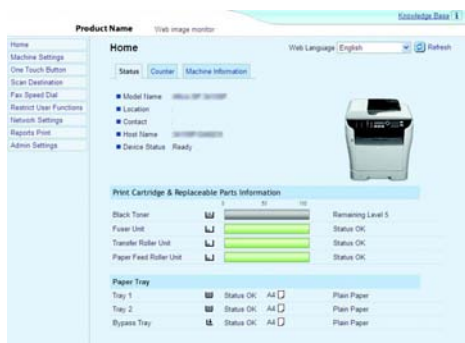 Knowledge Base
Product Name Web image monitor
Home
Machine Settings
One Touch Button
Scan Destination
Fax Speed Dial
Restrict User Functions
Network Settings
Reports Print
Admin Settings
Home
Web Language English Refresh
Status Counter Machine Information
Model Name
Location
Contact
Host Name
Device Status Ready
Print Cartridge & Replaceable Parts Information
0 50 100
Black Toner Remaining Level 5
Fuser Unit Status OK
Transfer Roller Unit Status OK
Paper Feed Roller Unit Status OK
Paper Tray
Tray 1 Status OK A4 Plain Paper
Tray 2 Status OK A4 Plain Paper
Bypass Tray Status OK A4 Plain Paper